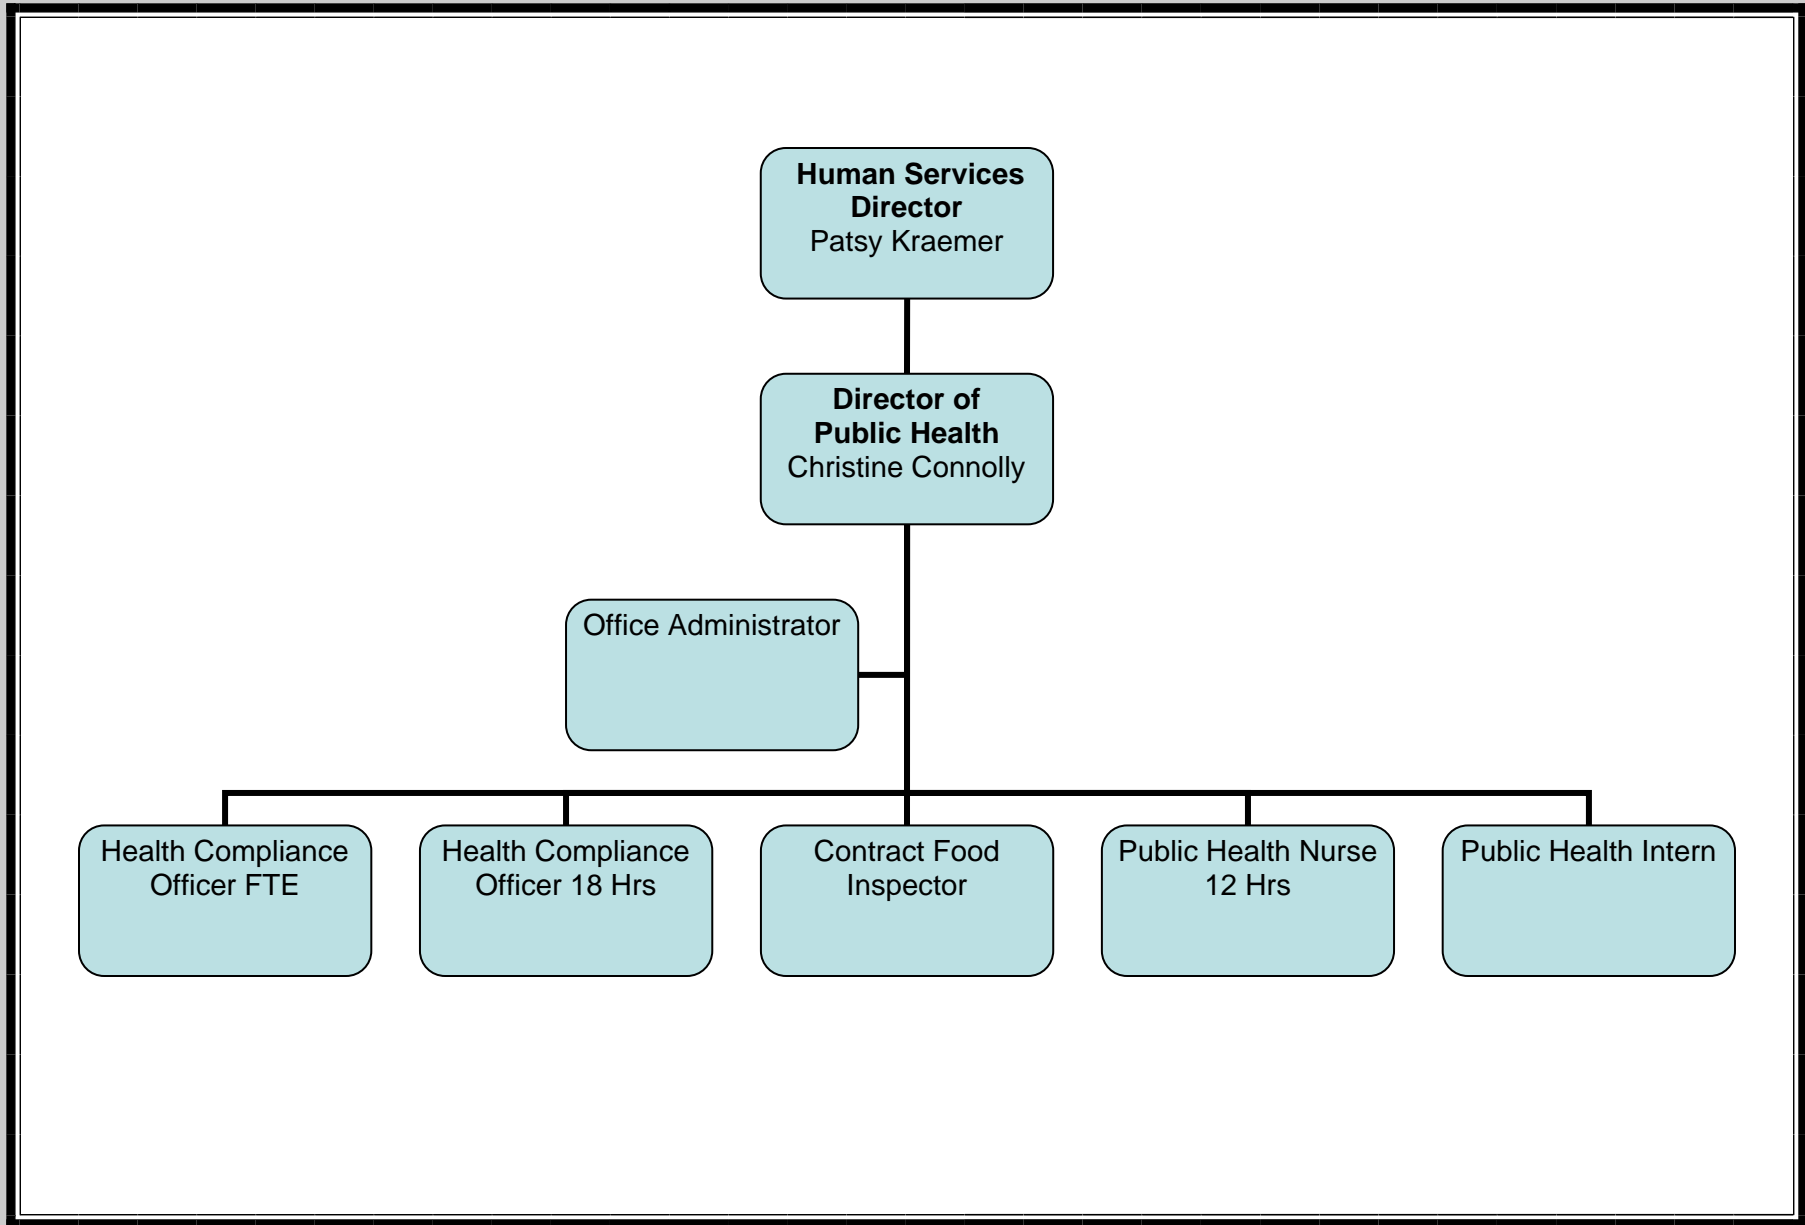 Human Services
Director
Patsy Kraemer
Director of
Public Health
Christine Connolly
Office Administrator
Health Compliance
Officer FTE
Health Compliance
Officer 18 Hrs
Contract Food
Inspector
Public Health Nurse
12 Hrs
Public Health Intern